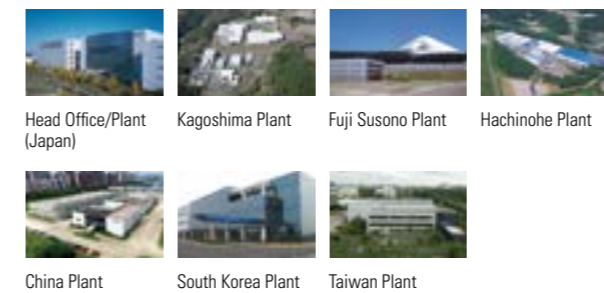 Head Office/Plant
(Japan)
Kagoshima Plant
Fuji Susono Plant
Hachinohe Plant
China Plant
South Korea Plant
Taiwan Plant